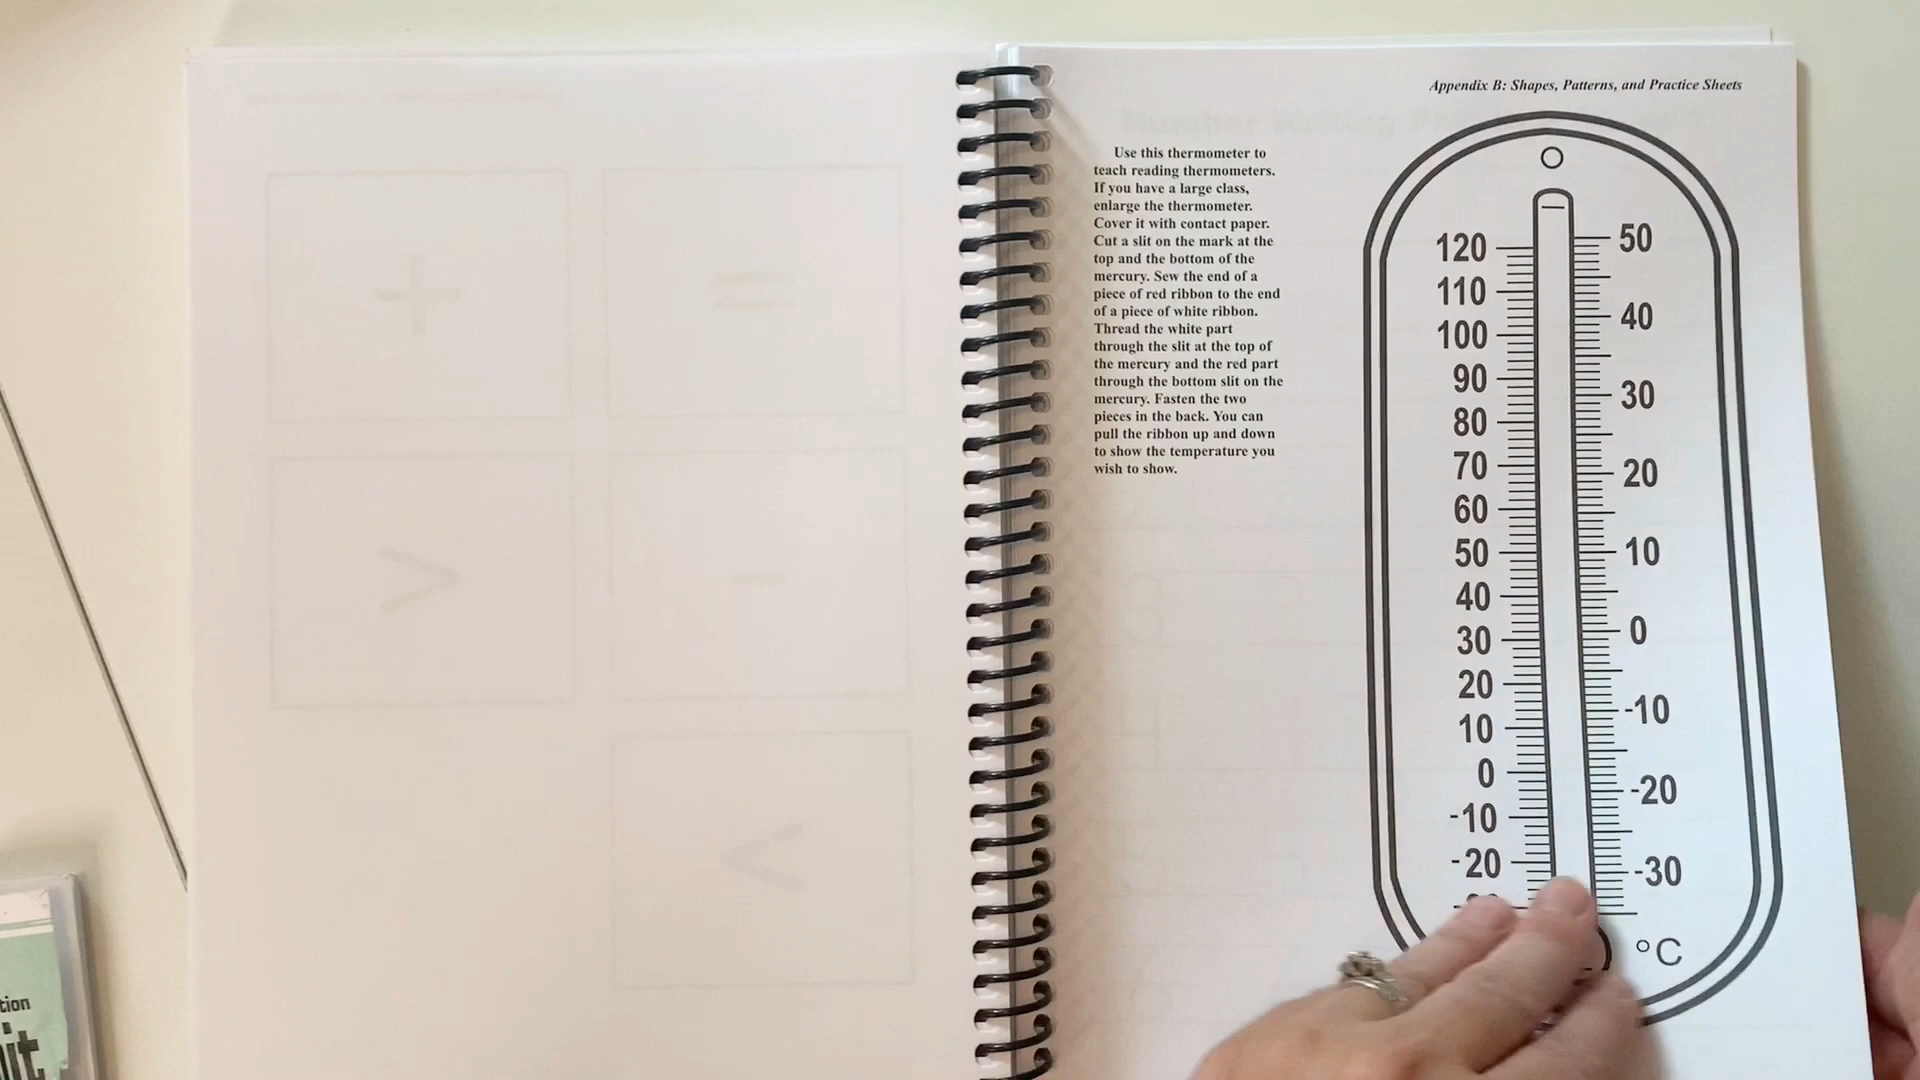 Appendix B: Shapes, Patterns, and Practice Sheets
Use this thermometer to
teach reading thermometers.
If you have a large class,
enlarge the thermometer.
Cover it with contact paper.
Cut a slit on the mark at the
top and the bottom of the
mercury. Sew the end of a
piece of red ribbon to the end
of a piece of white ribbon.
Thread the white part
through the slit at the top of
the mercury and the red part
through the bottom slit on the
mercury. Fasten the two
pieces in the back. You can
pull the ribbon up and down
to show the temperature you
wish to show.
120
110
100
90
80
70
60
50
40
30
20
10
0
-10
-20
50
40
30
20
10
0
-10
-20
-30
°C
+
=
>
-
<
tion